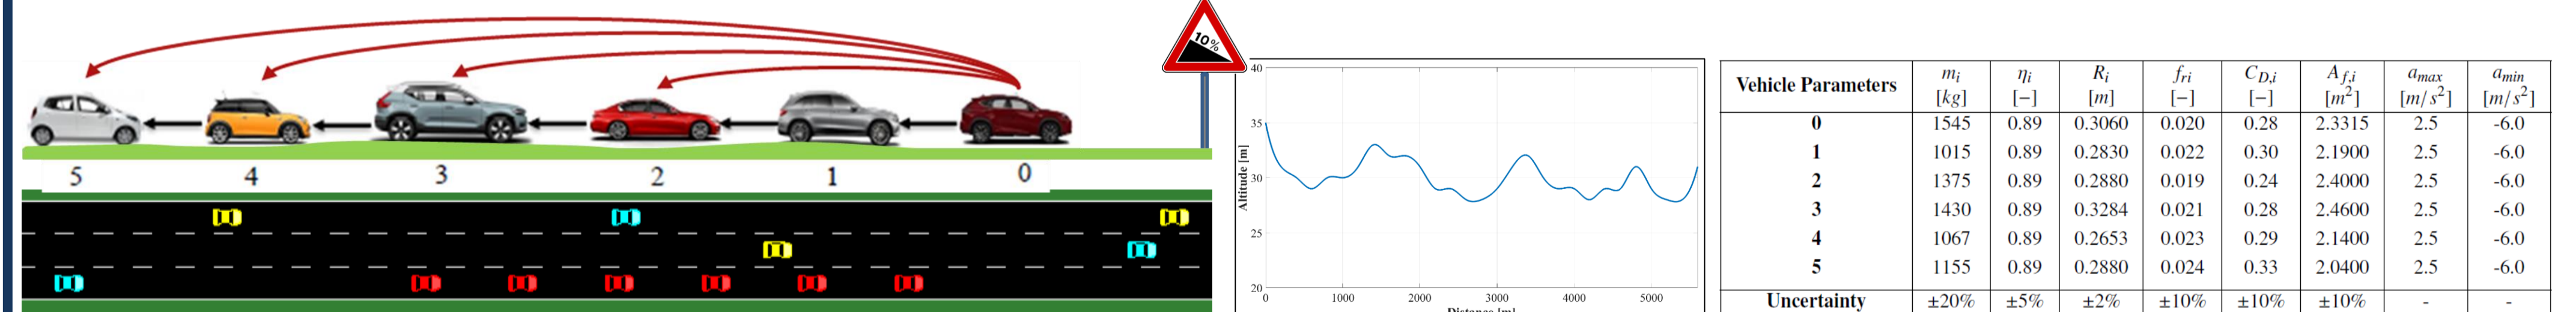 10%
5 4 3 2 1 0
Altitude [m]
40
35
30
25
20
0 1000 2000 3000 4000 5000
Vehicle Parameters m_i η_i R_i f_ri C_D,i A_f,i a_max a_min
[kg] [−] [m] [−] [−] [m²] [m/s²] [m/s²]
0 1545 0.89 0.3060 0.020 0.28 2.3315 2.5 -6.0
1 1015 0.89 0.2830 0.022 0.30 2.1900 2.5 -6.0
2 1375 0.89 0.2880 0.019 0.24 2.4000 2.5 -6.0
3 1430 0.89 0.3284 0.021 0.28 2.4600 2.5 -6.0
4 1067 0.89 0.2653 0.023 0.29 2.1400 2.5 -6.0
5 1155 0.89 0.2880 0.024 0.33 2.0400 2.5 -6.0
Uncertainty ±20% ±5% ±2% ±10% ±10% ±10% - -